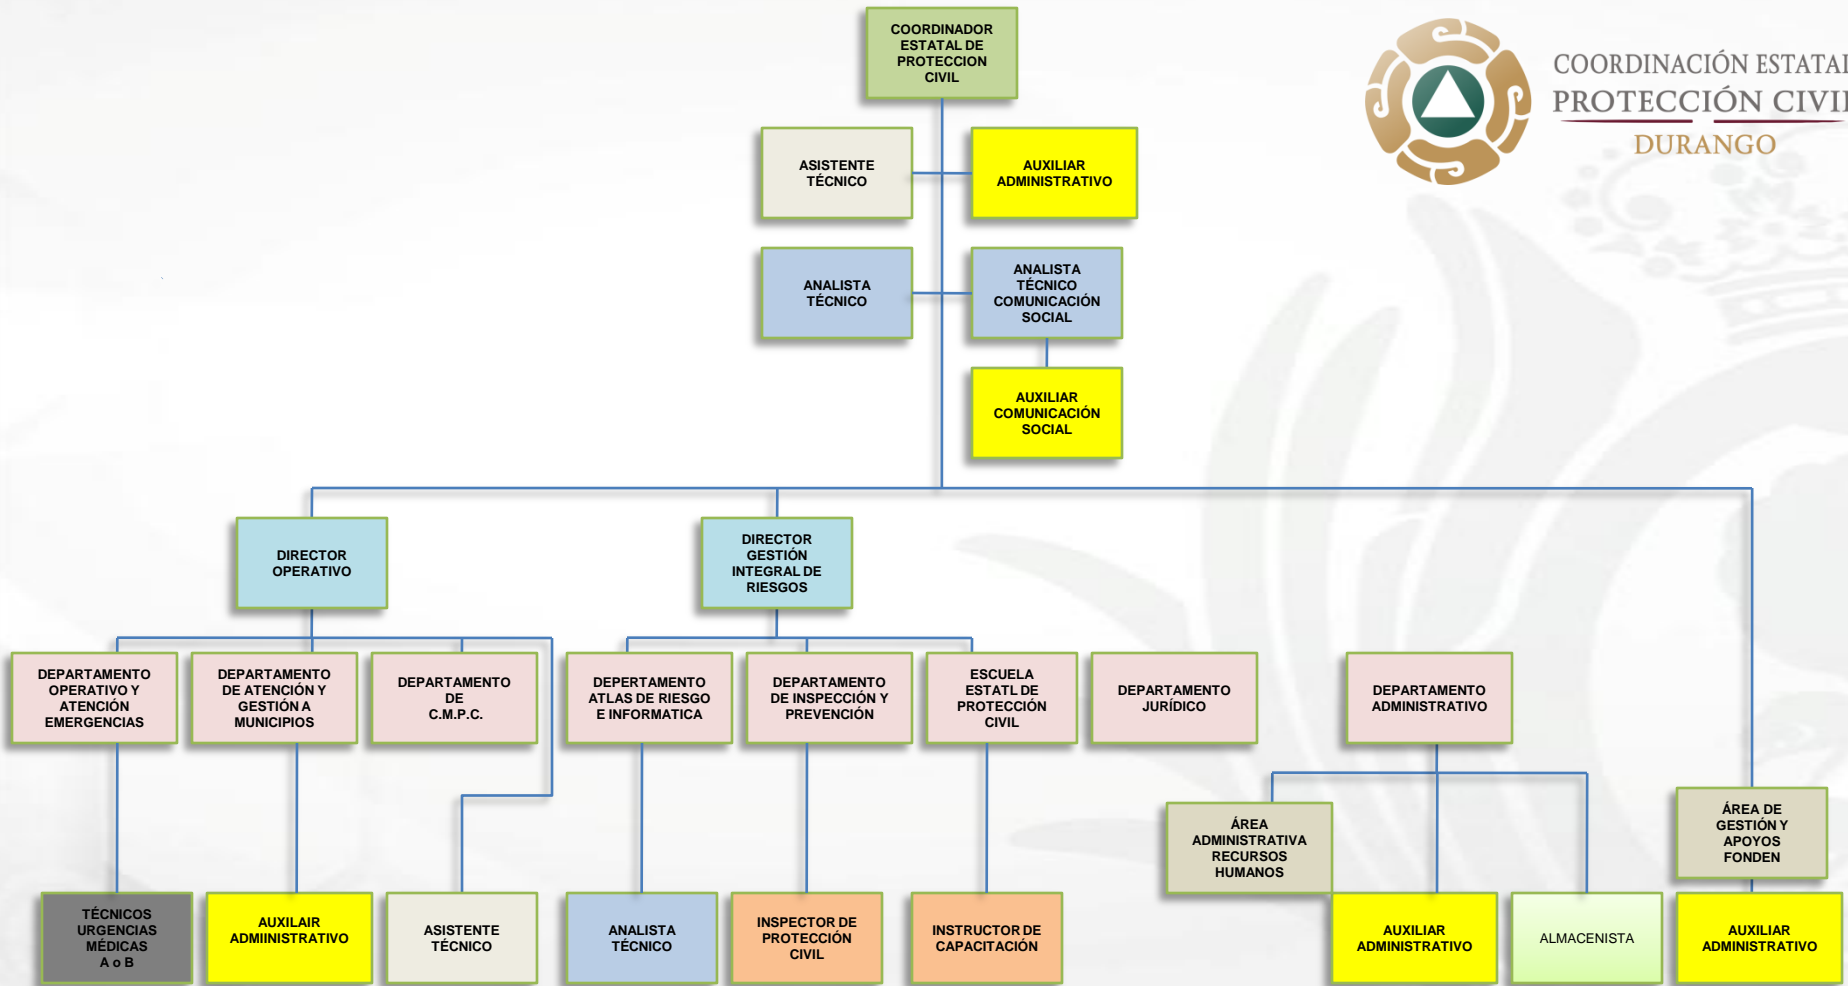 COORDINADOR
ESTATAL DE
PROTECCION
CIVIL
COORDINACIÓN ESTATAL
PROTECCIÓN CIVIL
DURANGO
ASISTENTE
TÉCNICO
AUXILIAR
ADMINISTRATIVO
ANALISTA
TÉCNICO
ANALISTA
TÉCNICO
COMUNICACIÓN
SOCIAL
AUXILIAR
COMUNICACIÓN
SOCIAL
DIRECTOR
OPERATIVO
DIRECTOR
GESTIÓN
INTEGRAL DE
RIESGOS
DEPARTAMENTO
OPERATIVO Y
ATENCIÓN
EMERGENCIAS
DEPARTAMENTO
DE ATENCIÓN Y
GESTIÓN A
MUNICIPIOS
DEPARTAMENTO
DE
C.M.P.C.
DEPERTAMENTO
ATLAS DE RIESGO
E INFORMATICA
DEPARTAMENTO
DE INSPECCIÓN Y
PREVENCIÓN
ESCUELA
ESTATL DE
PROTECCIÓN
CIVIL
DEPARTAMENTO
JURÍDICO
DEPARTAMENTO
ADMINISTRATIVO
ÁREA
ADMINISTRATIVA
RECURSOS
HUMANOS
ÁREA DE
GESTIÓN Y
APOYOS
FONDEN
TÉCNICOS
URGENCIAS
MÉDICAS
A o B
AUXILAIR
ADMIINISTRATIVO
ASISTENTE
TÉCNICO
ANALISTA
TÉCNICO
INSPECTOR DE
PROTECCIÓN
CIVIL
INSTRUCTOR DE
CAPACITACIÓN
AUXILIAR
ADMINISTRATIVO
ALMACENISTA
AUXILIAR
ADMINISTRATIVO